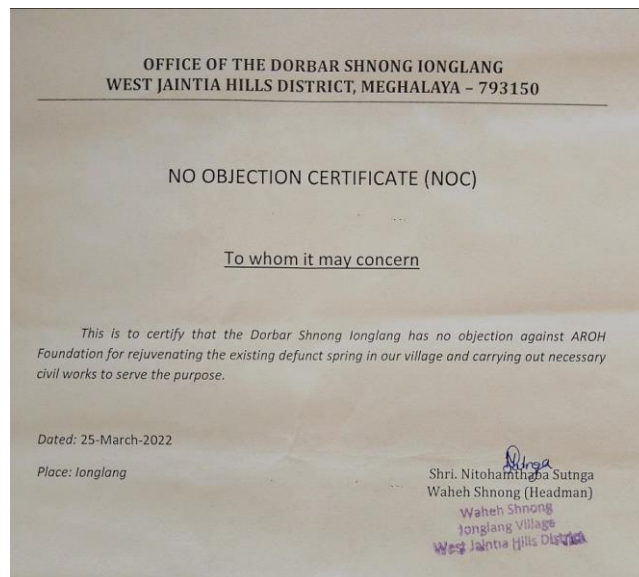 OFFICE OF THE DORBAR SHNONG IONGLANG
WEST JAINTIA HILLS DISTRICT, MEGHALAYA – 793150
NO OBJECTION CERTIFICATE (NOC)
To whom it may concern
This is to certify that the Dorbar Shnong Ionglang has no objection against AROH
Foundation for rejuvenating the existing defunct spring in our village and carrying out necessary
civil works to serve the purpose.
Dated: 25-March-2022
Place: Ionglang
Sutnga
Shri. Nitohamthaba Sutnga
Waheh Shnong (Headman)
Waheh Shnong
Ionglang Village
West Jaintia Hills District